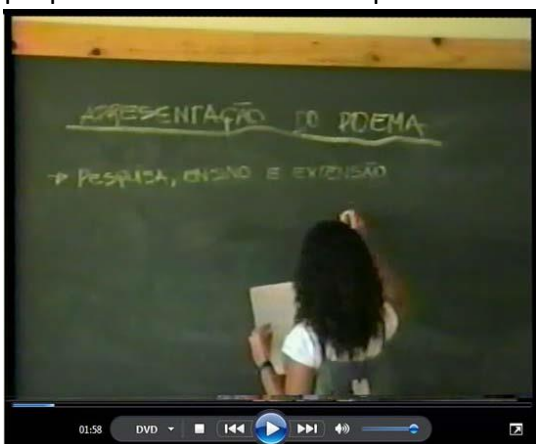 APRESENTAÇÃO DO POEMA
→ PESQUISA, ENSINO E EXTENSÃO
01:58 DVD